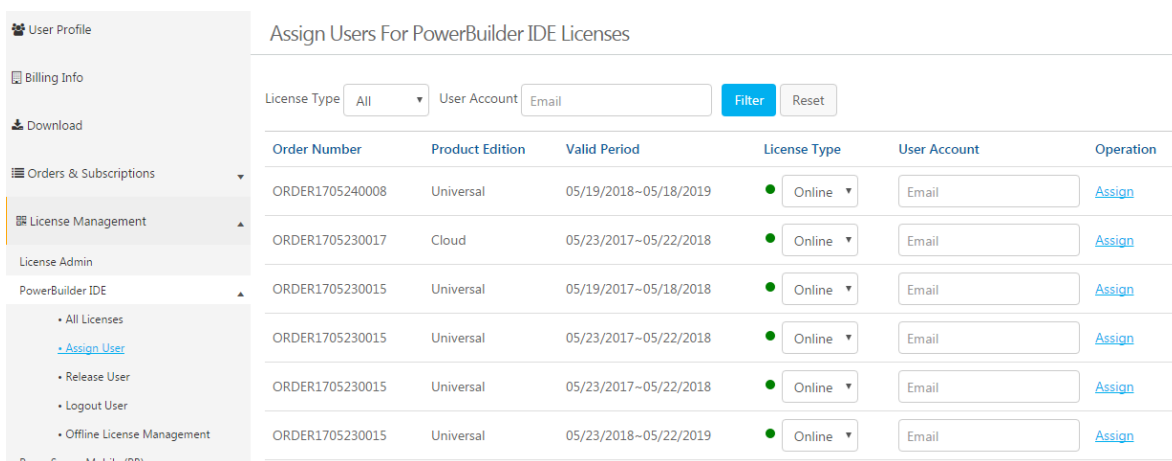 User Profile
Billing Info
Download
Orders & Subscriptions
License Management
License Admin
PowerBuilder IDE
• All Licenses
• Assign User
• Release User
• Logout User
• Offline License Management
Assign Users For PowerBuilder IDE Licenses
License Type All User Account Email Filter Reset
Order Number Product Edition Valid Period License Type User Account Operation
ORDER1705240008 Universal 05/19/2018~05/18/2019 Online Email Assign
ORDER1705230017 Cloud 05/23/2017~05/22/2018 Online Email Assign
ORDER1705230015 Universal 05/19/2017~05/18/2018 Online Email Assign
ORDER1705230015 Universal 05/23/2017~05/22/2018 Online Email Assign
ORDER1705230015 Universal 05/23/2017~05/22/2018 Online Email Assign
ORDER1705230015 Universal 05/23/2018~05/22/2019 Online Email Assign